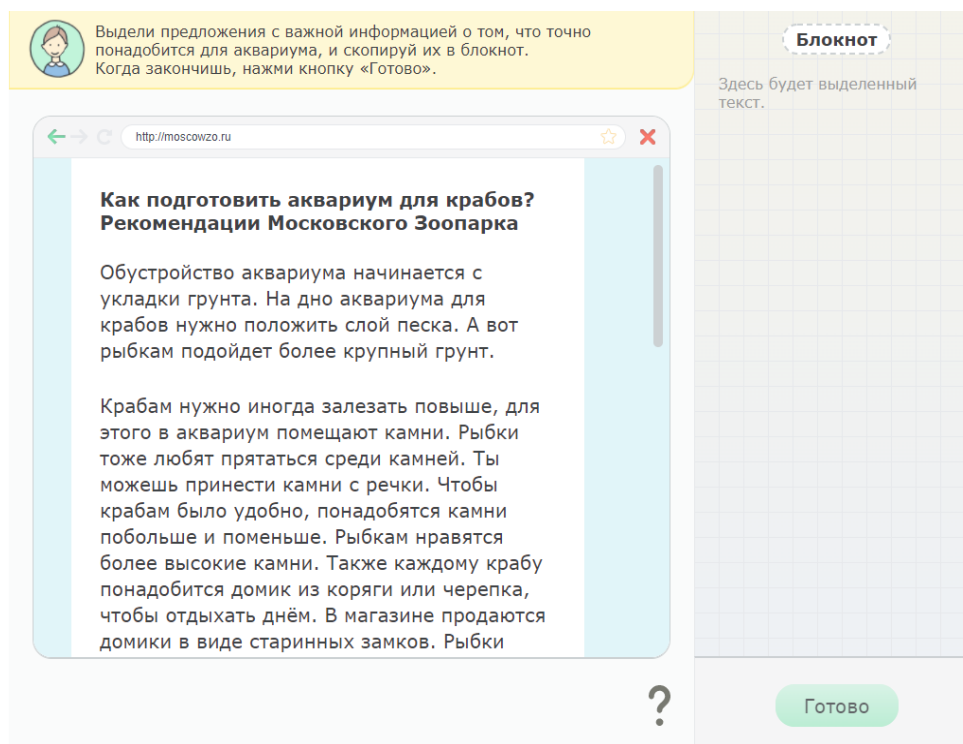 Выдели предложения с важной информацией о том, что точно
понадобится для аквариума, и скопируй их в блокнот.
Когда закончишь, нажми кнопку «Готово».
Блокнот
Здесь будет выделенный
текст.
http://moscowzo.ru
Как подготовить аквариум для крабов?
Рекомендации Московского Зоопарка
Обустройство аквариума начинается с
укладки грунта. На дно аквариума для
крабов нужно положить слой песка. А вот
рыбкам подойдет более крупный грунт.
Крабам нужно иногда залезать повыше, для
этого в аквариум помещают камни. Рыбки
тоже любят прятаться среди камней. Ты
можешь принести камни с речки. Чтобы
крабам было удобно, понадобятся камни
побольше и поменьше. Рыбкам нравятся
более высокие камни. Также каждому крабу
понадобится домик из коряги или черепка,
чтобы отдыхать днём. В магазине продаются
домики в виде старинных замков. Рыбки
?
Готово